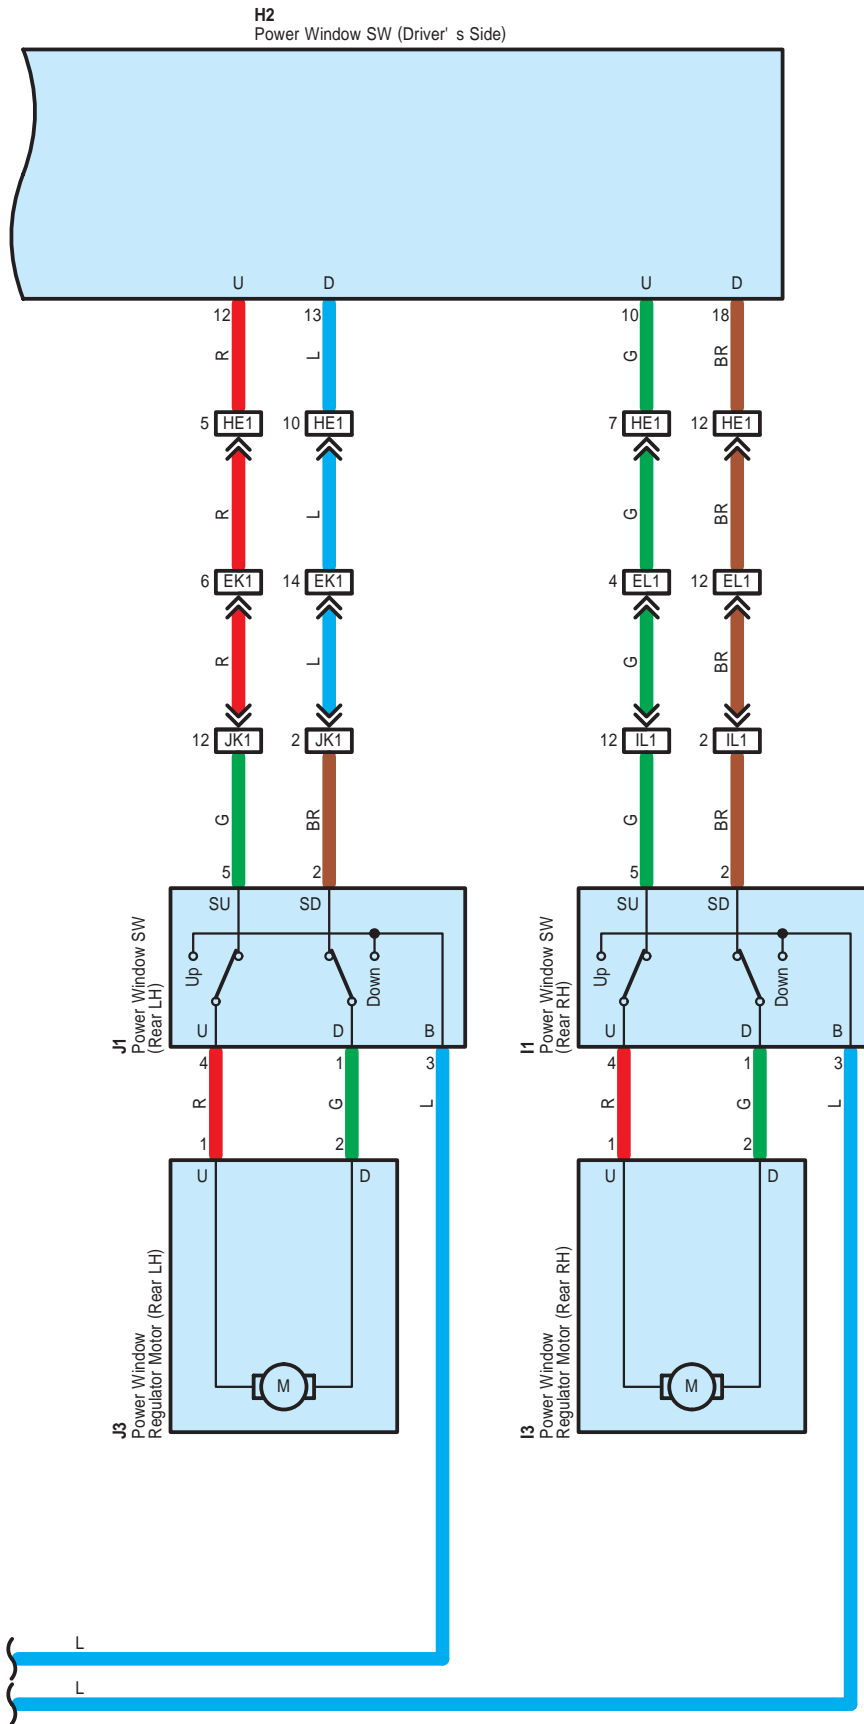 H2
Power Window SW (Driver' s Side)
U D U D
12 13 10 18
R L G BR
5 HE1 10 HE1 7 HE1 12 HE1
R L G BR
6 EK1 14 EK1 4 EL1 12 EL1
R L G BR
12 JK1 2 JK1 12 IL1 2 IL1
G BR G BR
5 2 5 2
SU SD SU SD
Up Down Up Down
J1
Power Window SW
(Rear LH)
I1
Power Window SW
(Rear RH)
U D B U D B
4 1 3 4 1 3
R G L R G L
1 2 1 2
U D U D
J3
Power Window
Regulator Motor (Rear LH)
M
I3
Power Window
Regulator Motor (Rear RH)
M
L
L